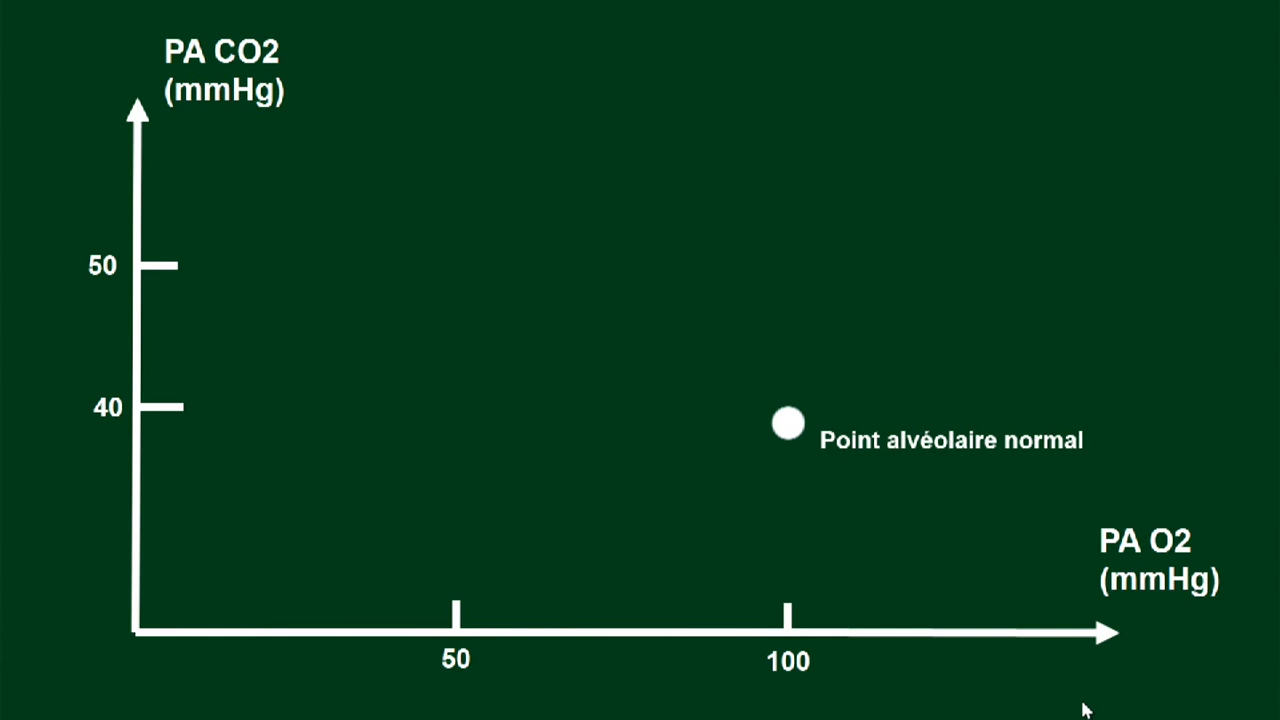 PA CO2
(mmHg)
50
40
Point alvéolaire normal
PA O2
(mmHg)
50
100